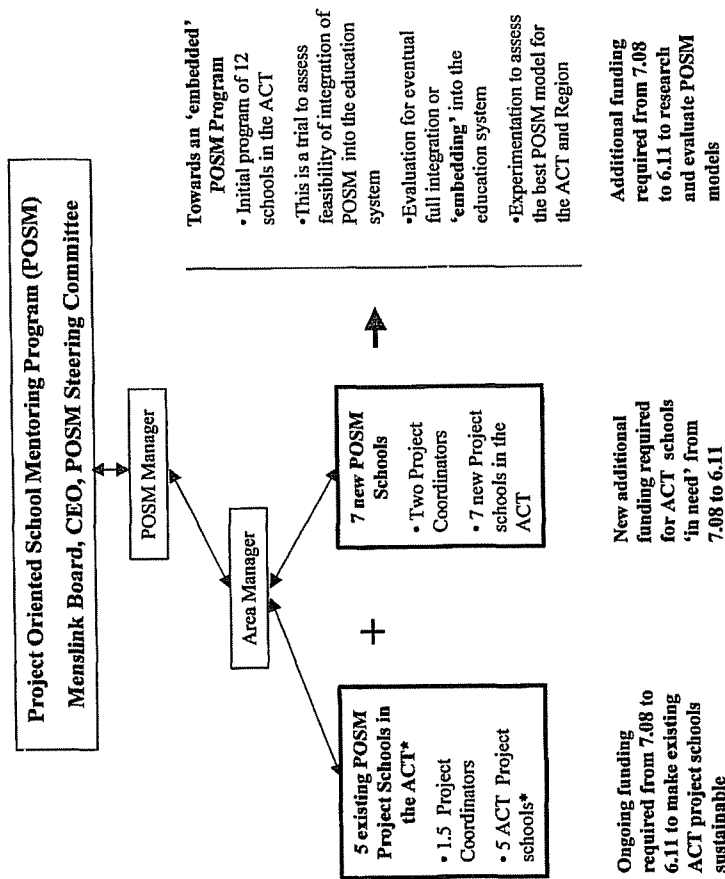 Project Oriented School Mentoring Program (POSM)
Menslink Board, CEO, POSM Steering Committee
POSM Manager
Area Manager
5 existing POSM
Project Schools in
the ACT*
• 1.5 Project
Coordinators
• 5 ACT Project
schools*
+
7 new POSM
Schools
• Two Project
Coordinators
• 7 new Project
schools in the
ACT
Towards an ‘embedded’
POSM Program
• Initial program of 12
schools in the ACT
•This is a trial to assess
feasibility of integration of
POSM into the education
system
•Evaluation for eventual
full integration or
‘embedding’ into the
education system
•Experimentation to assess
the best POSM model for
the ACT and Region
Ongoing funding
required from 7.08 to
6.11 to make existing
ACT project schools
sustainable
New additional
funding required
for ACT schools
‘in need’ from
7.08 to 6.11
Additional funding
required from 7.08
to 6.11 to research
and evaluate POSM
models